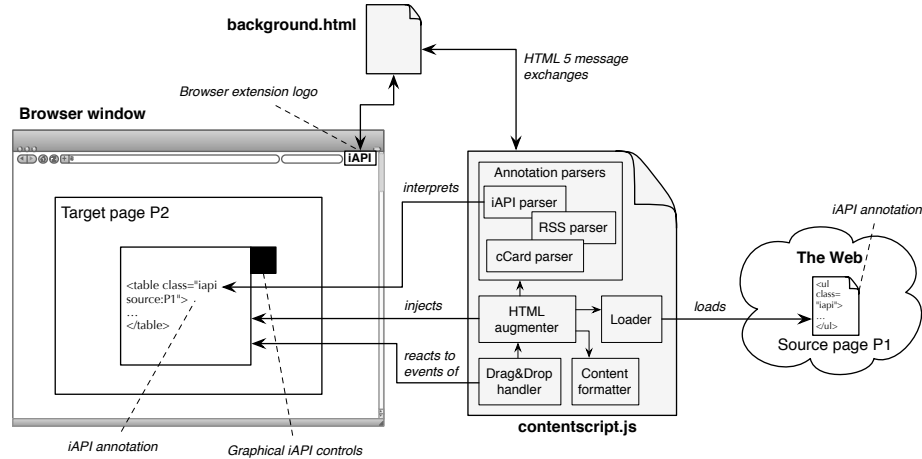 background.html
HTML 5 message
exchanges
Browser extension logo
Browser window
iAPI
Target page P2
<table class="iapi
source:P1"> .
...
</table>
iAPI annotation
Graphical iAPI controls
interprets
injects
reacts to
events of
Annotation parsers
iAPI parser
RSS parser
cCard parser
HTML
augmenter
Loader
Drag&Drop
handler
Content
formatter
contentscript.js
loads
iAPI annotation
The Web
<ul
class=
"iapi">
...
</ul>
Source page P1